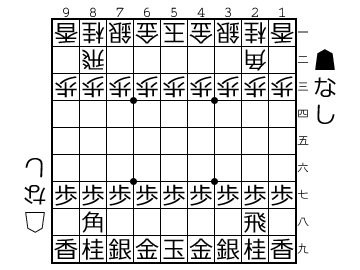 9 8 7 6 5 4 3 2 1
香 桂 銀 金 王 金 銀 桂 香 一
飛 角 二
歩 歩 歩 歩 歩 歩 歩 歩 歩 三
四
五
六
歩 歩 歩 歩 歩 歩 歩 歩 歩 七
角 飛 八
香 桂 銀 金 玉 金 銀 桂 香 九
☗なし
☖なし